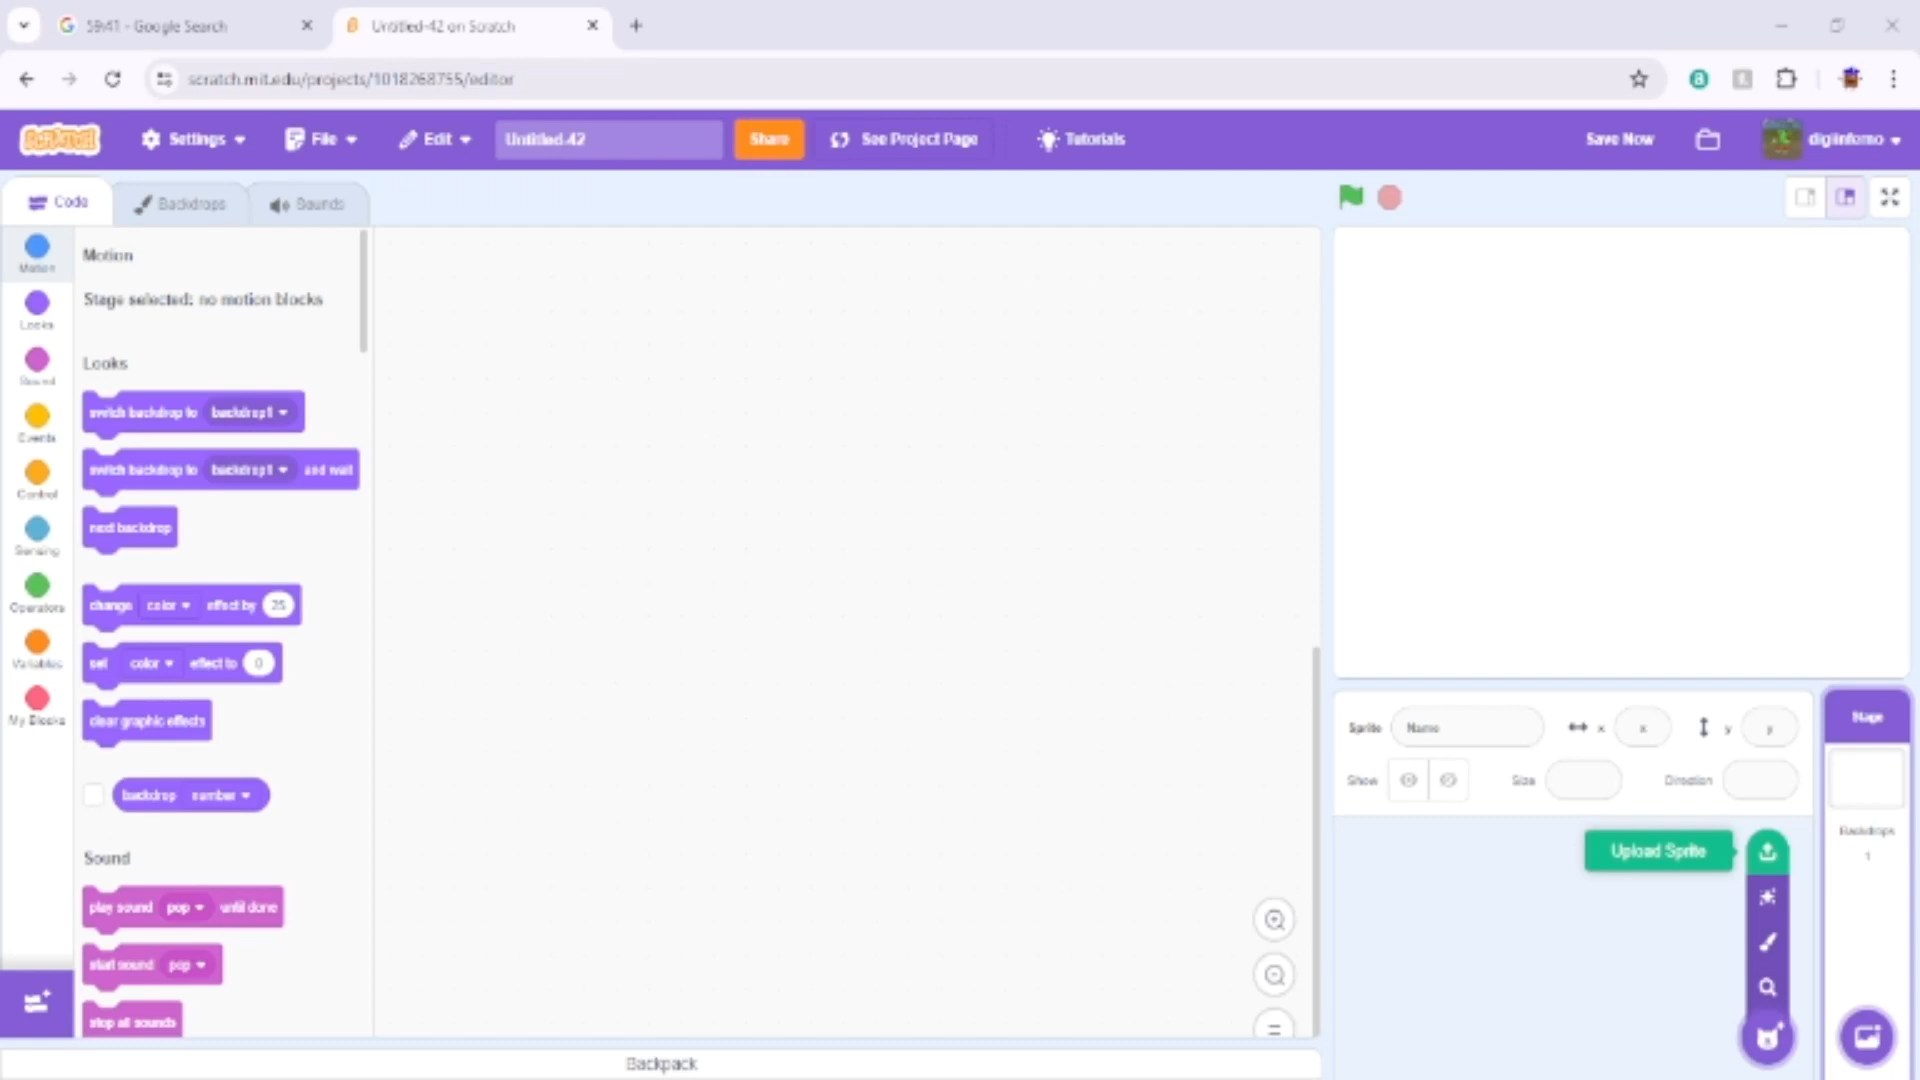 59:41 - Google Search
Untitled-42 on Scratch
scratch.mit.edu/projects/1018268755/editor
SCRATCH
Settings
File
Edit
Untitled-42
Share
See Project Page
Tutorials
Save Now
digiinferno
Code
Backdrops
Sounds
Motion
Looks
Sound
Events
Control
Sensing
Operators
Variables
My Blocks
Motion
Stage selected: no motion blocks
Looks
switch backdrop to backdrop1
switch backdrop to backdrop1 and wait
next backdrop
change color effect by 25
set color effect to 0
clear graphic effects
backdrop number
Sound
play sound pop until done
start sound pop
stop all sounds
Backpack
Sprite Name x x y y
Show Size Direction
Upload Sprite
Stage
Backdrops
1